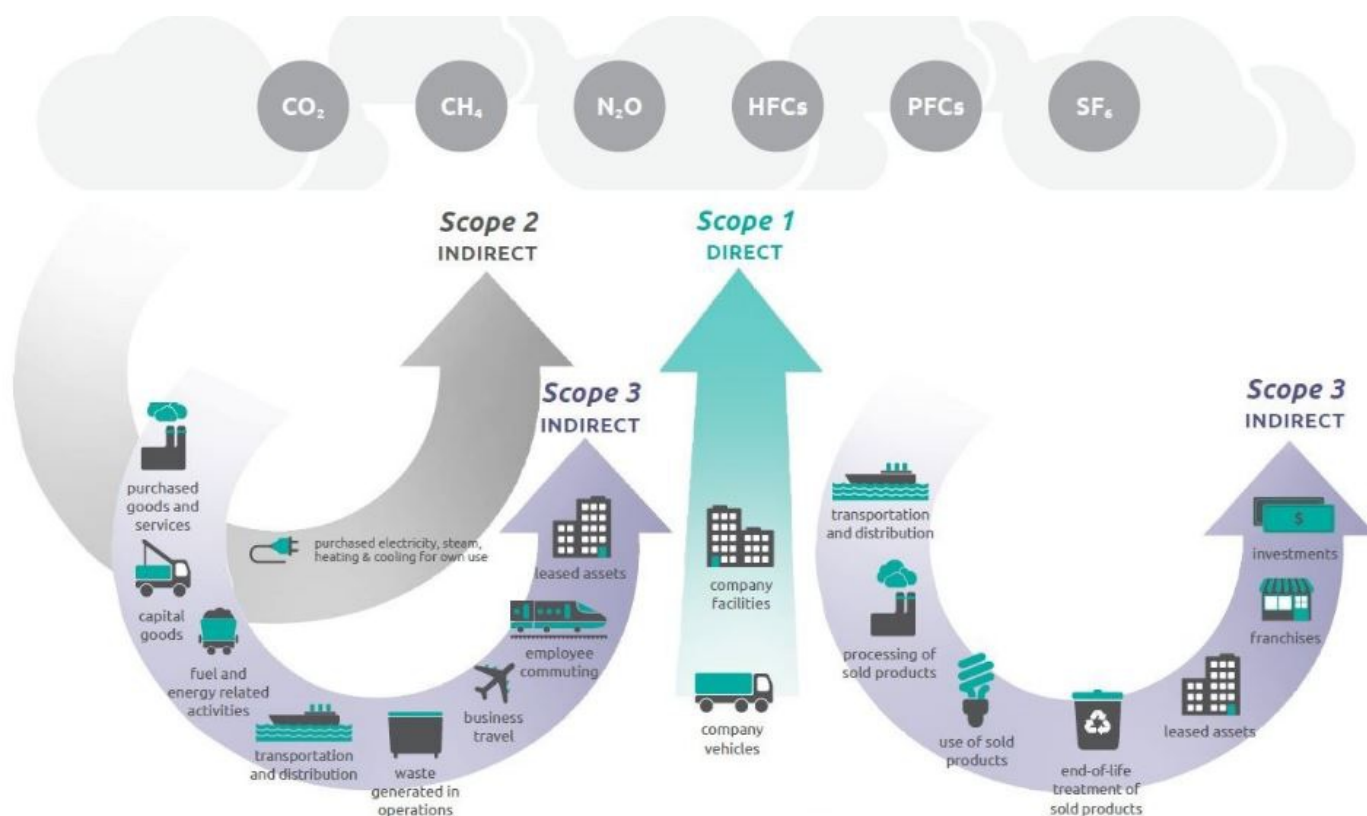 CO₂
CH₄
N₂O
HFCs
PFCs
SF₆
Scope 2
INDIRECT
Scope 1
DIRECT
Scope 3
INDIRECT
Scope 3
INDIRECT
purchased
goods and
services
capital
goods
fuel and
energy related
activities
transportation
and distribution
waste
generated in
operations
business
travel
employee
commuting
leased assets
purchased electricity, steam,
heating & cooling for own use
company
facilities
company
vehicles
transportation
and distribution
processing of
sold products
use of sold
products
end-of-life
treatment of
sold products
leased assets
franchises
investments
$